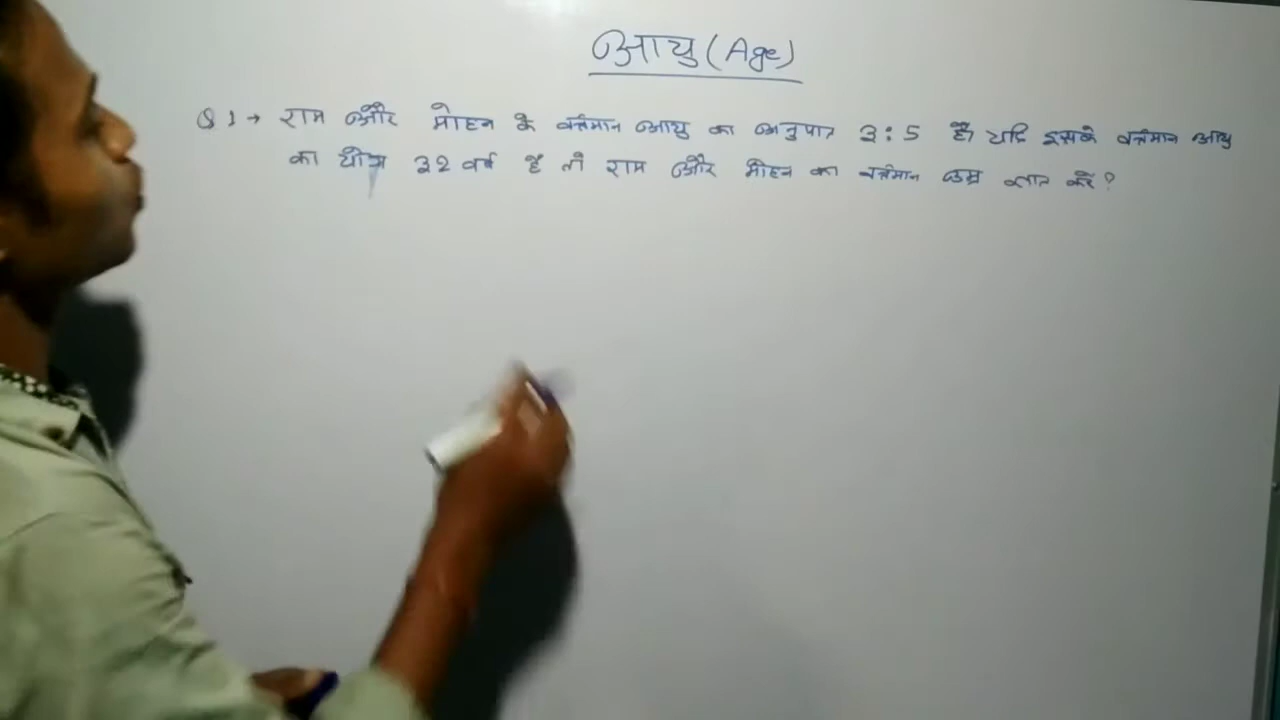 आयु (Age)
Q 1 → राम और मोहन के वर्तमान आयु का अनुपात 3 : 5 है। यदि इसके वर्तमान आयु
का योग 32 वर्ष है तो राम और मोहन का वर्तमान उम्र ज्ञात करें ?